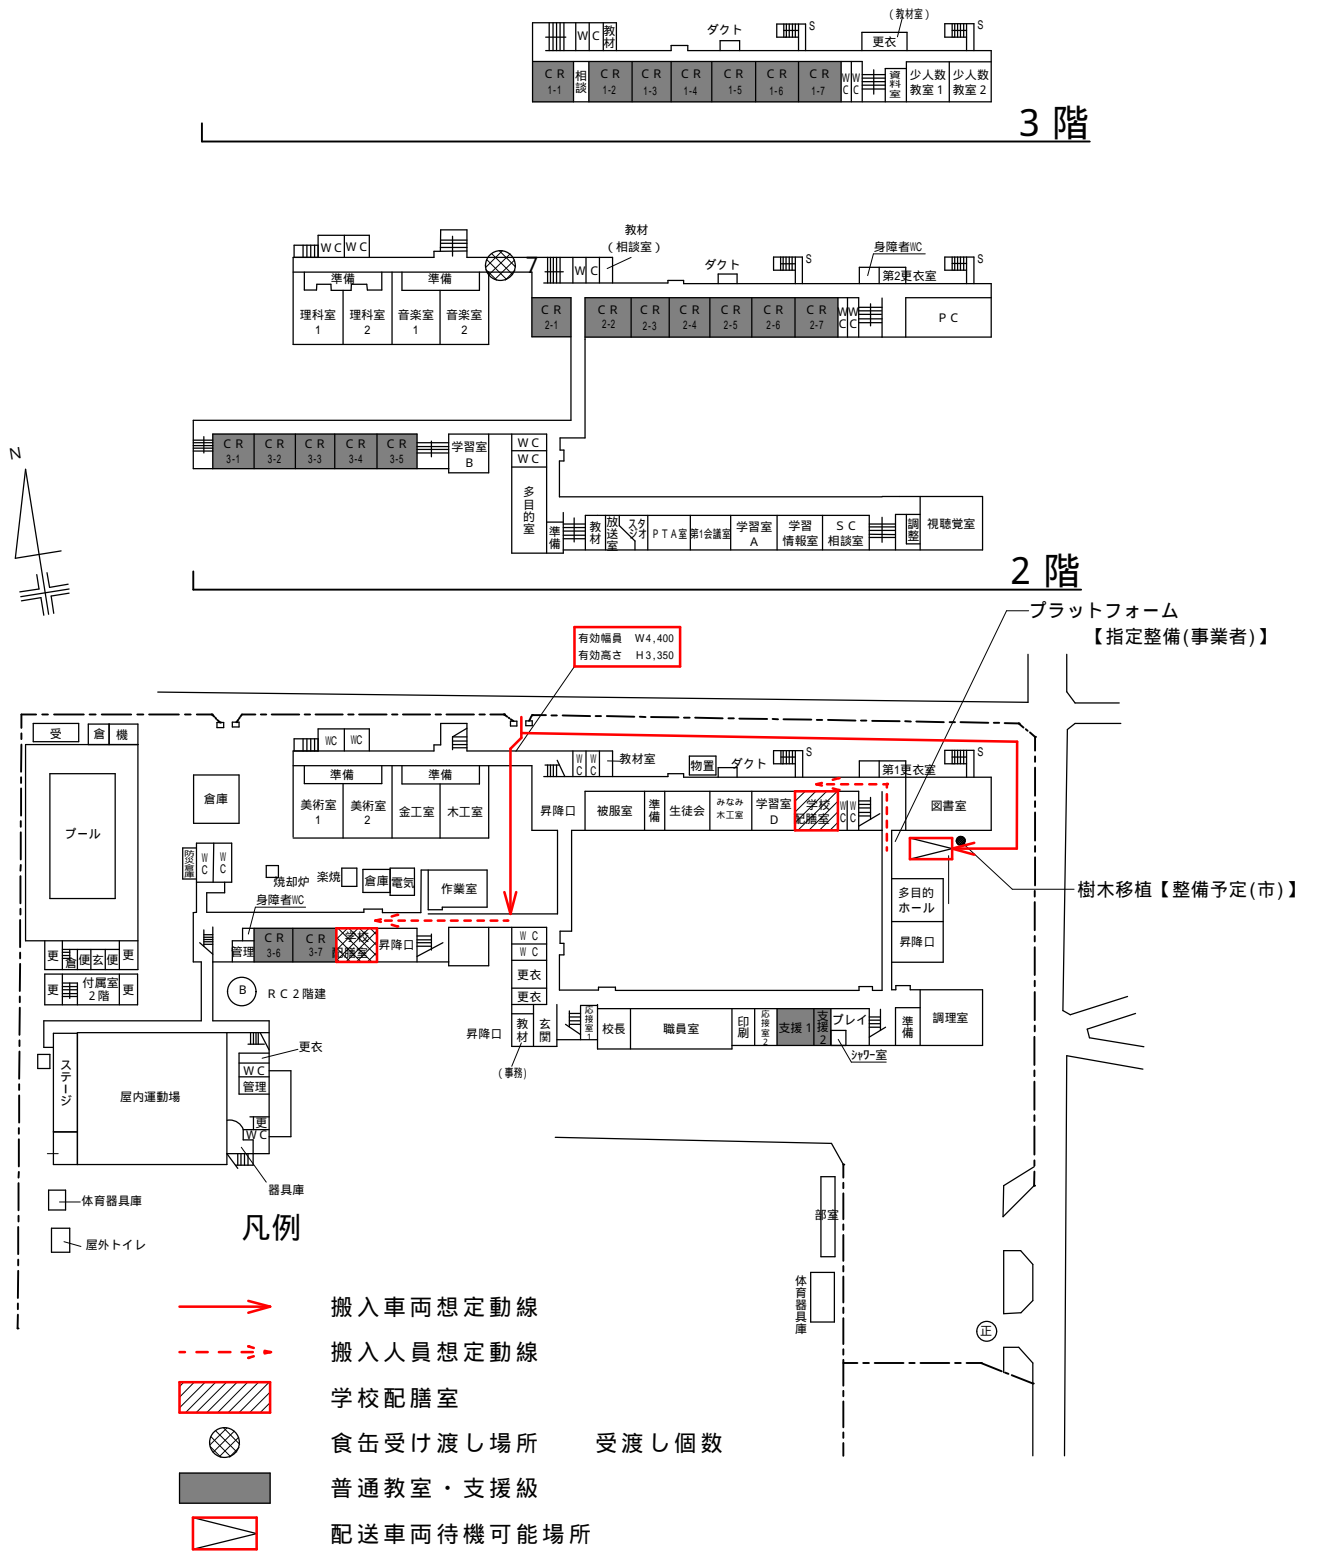 (教材室)
ダクト
S
S
WC
教材
更衣
CR 1-1
相談
CR 1-2
CR 1-3
CR 1-4
CR 1-5
CR 1-6
CR 1-7
WC
WC
資料室
少人数教室1
少人数教室2
3階
教材
(相談室)
身障者WC
WC
WC
準備
準備
WC
ダクト
S
第2更衣室
S
理科室1
理科室2
音楽室1
音楽室2
CR 2-1
CR 2-2
CR 2-3
CR 2-4
CR 2-5
CR 2-6
CR 2-7
WC
WC
PC
CR 3-1
CR 3-2
CR 3-3
CR 3-4
CR 3-5
学習室B
WC
WC
N
多目的室
準備
教材
放送室
スタジオ
PTA室
第1会議室
学習室A
学習情報室
SC相談室
調整
視聴覚室
2階
プラットフォーム
【指定整備(事業者)】
有効幅員 W4,400
有効高さ H3,350
受
倉
機
WC
WC
準備
準備
WC
WC
教材室
物置
ダクト
S
第1更衣室
S
プール
倉庫
美術室1
美術室2
金工室
木工室
昇降口
被服室
準備
生徒会
みなみ木工室
学習室D
学校配膳室
WC
WC
図書室
防災倉庫
WC
WC
焼却炉
楽焼
倉庫
電気
作業室
身障者WC
樹木移植【整備予定(市)】
多目的ホール
昇降口
管理
CR 3-6
CR 3-7
学校配膳室
昇降口
WC
WC
更
倉
便
玄
便
更
更
付属室2階
更
B
RC2階建
更衣
更衣
昇降口
教材
(事務)
玄関
応接室1
校長
職員室
印刷
応接室2
支援1
支援2
プレイ
シャワー室
準備
調理室
ステージ
屋内運動場
更衣
WC
管理
更
WC
器具庫
体育器具庫
屋外トイレ
部室
体育器具庫
正
凡例
搬入車両想定動線
搬入人員想定動線
学校配膳室
食缶受け渡し場所 受渡し個数
普通教室・支援級
配送車両待機可能場所